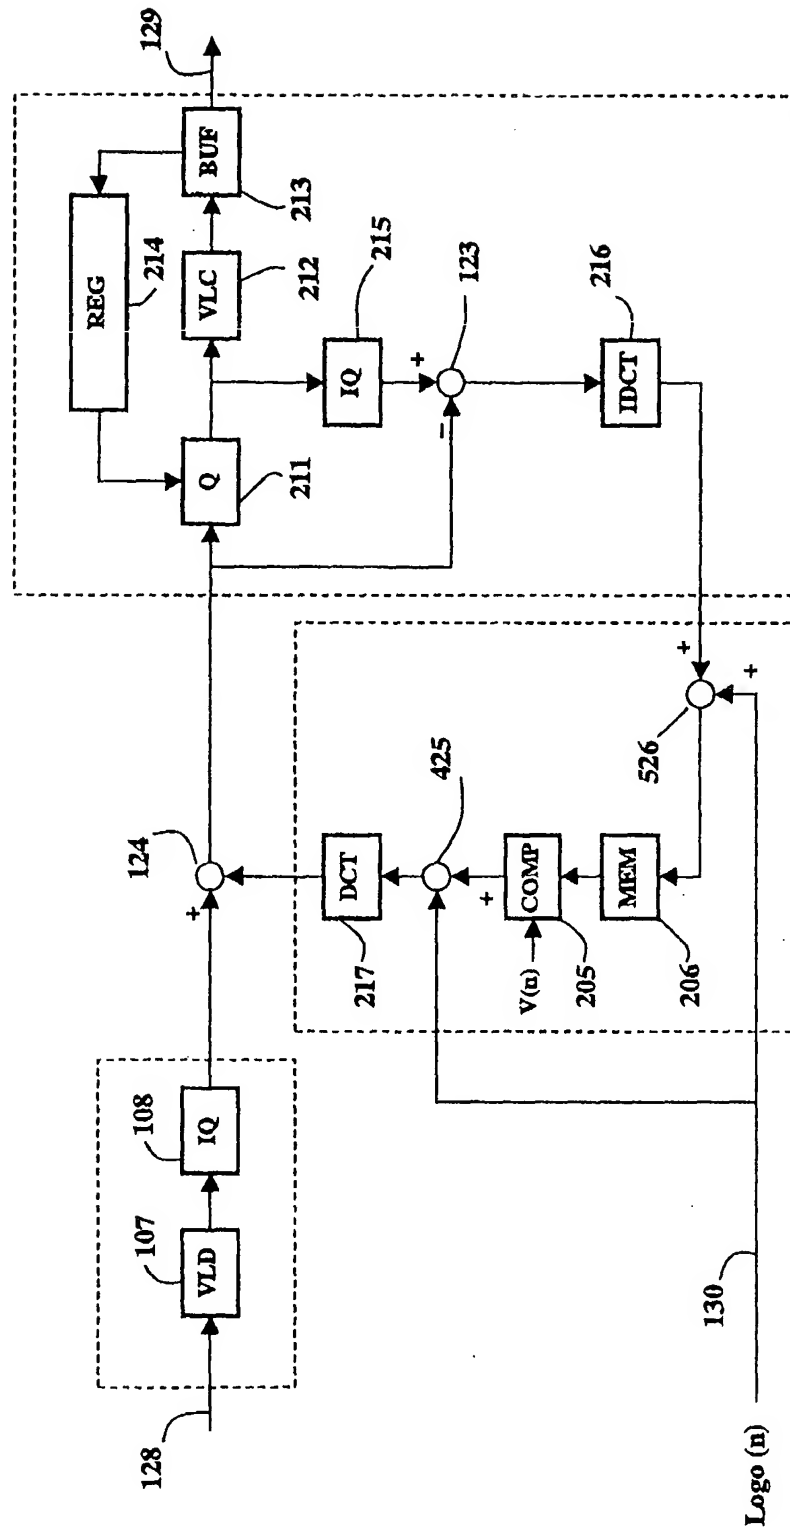 129
BUF
213
REG
214
VLC
212
Q
211
IQ
215
+
−
123
IDCT
216
124
+
DCT
217
425
+
COMP
205
V(n)
MEM
206
+
+
526
108
IQ
107
VLD
128
130
Logo (n)